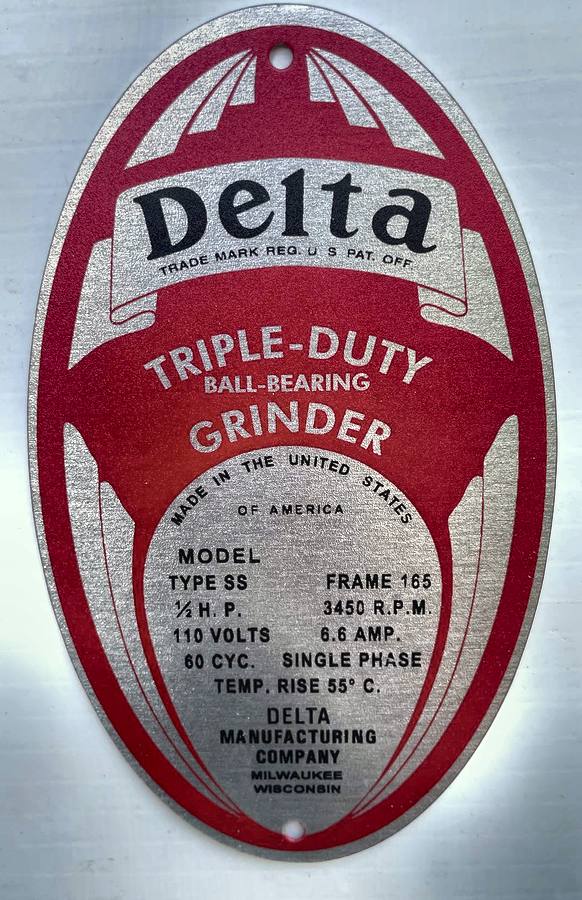 Delta
TRADE MARK REG. U S PAT. OFF.
TRIPLE-DUTY
BALL-BEARING
GRINDER
MADE IN THE UNITED STATES
OF AMERICA
MODEL
TYPE SS FRAME 165
½ H. P. 3450 R.P.M.
110 VOLTS 6.6 AMP.
60 CYC. SINGLE PHASE
TEMP. RISE 55° C.
DELTA
MANUFACTURING
COMPANY
MILWAUKEE
WISCONSIN